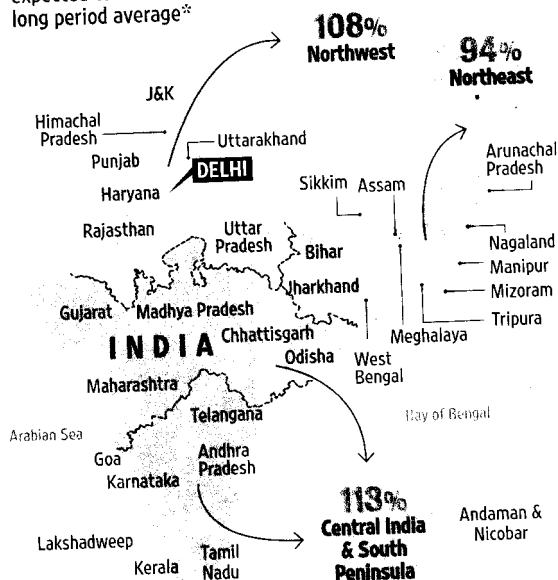 long period average*
108%
Northwest
94%
Northeast
J&K
Himachal
Pradesh
Uttarakhand
Punjab
DELHI
Haryana
Arunachal
Pradesh
Sikkim
Assam
Rajasthan
Uttar
Pradesh
Bihar
Nagaland
Manipur
Jharkhand
Mizoram
Gujarat
Madhya Pradesh
Tripura
Chhattisgarh
Meghalaya
INDIA
Odisha
West
Bengal
Maharashtra
Telangana
Bay of Bengal
Arabian Sea
Goa
Andhra
Pradesh
Karnataka
113%
Central India
& South
Peninsula
Andaman &
Nicobar
Lakshadweep
Kerala
Tamil
Nadu